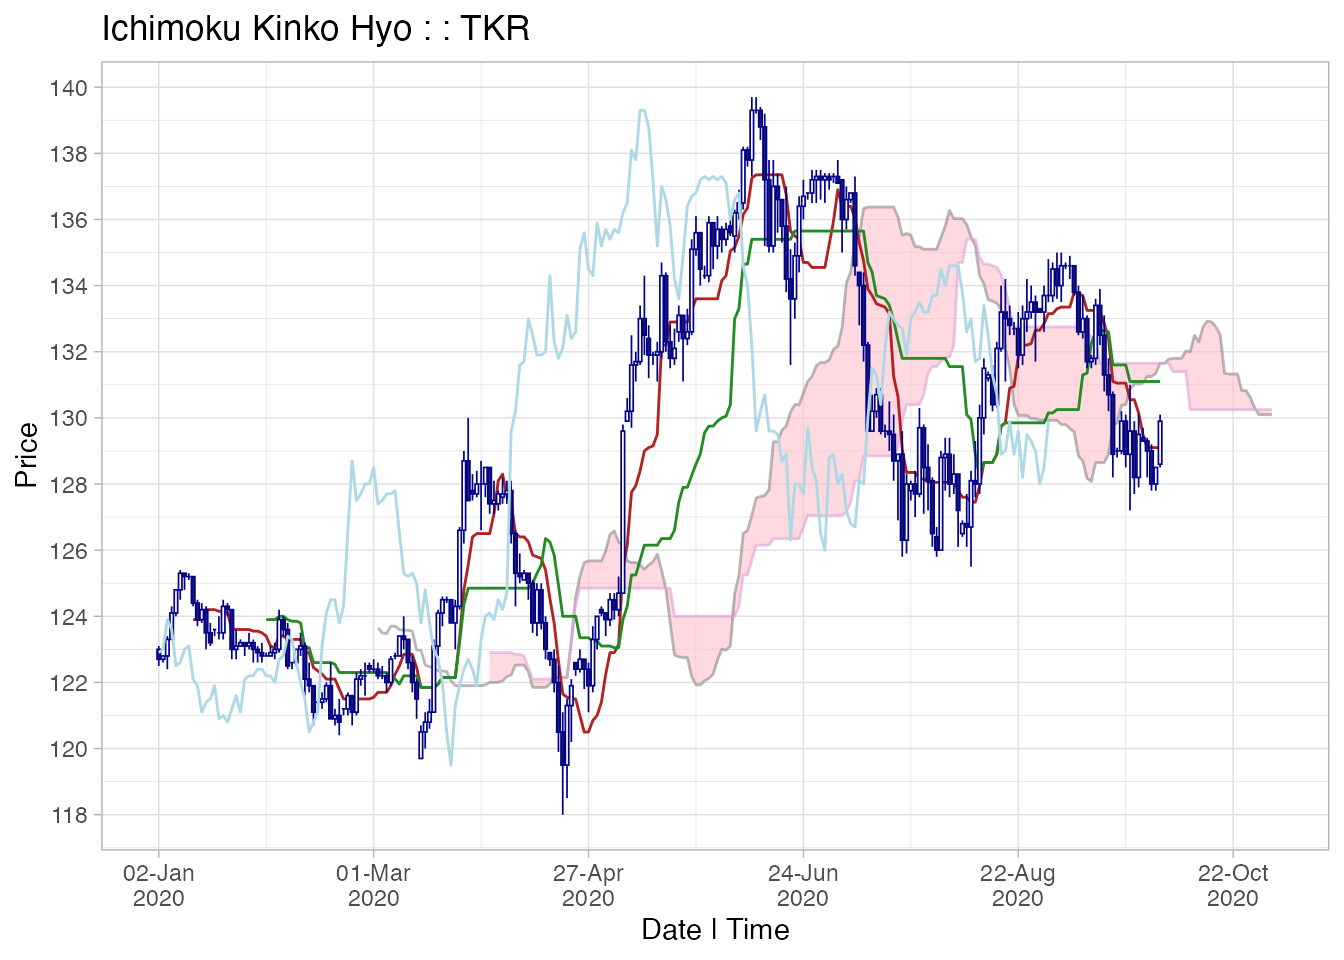 Ichimoku Kinko Hyo : : TKR
140
138
136
134
132
130
128
126
124
122
120
118
Price
02-Jan 01-Mar 27-Apr 24-Jun 22-Aug 22-Oct
2020 2020 2020 2020 2020 2020
Date | Time